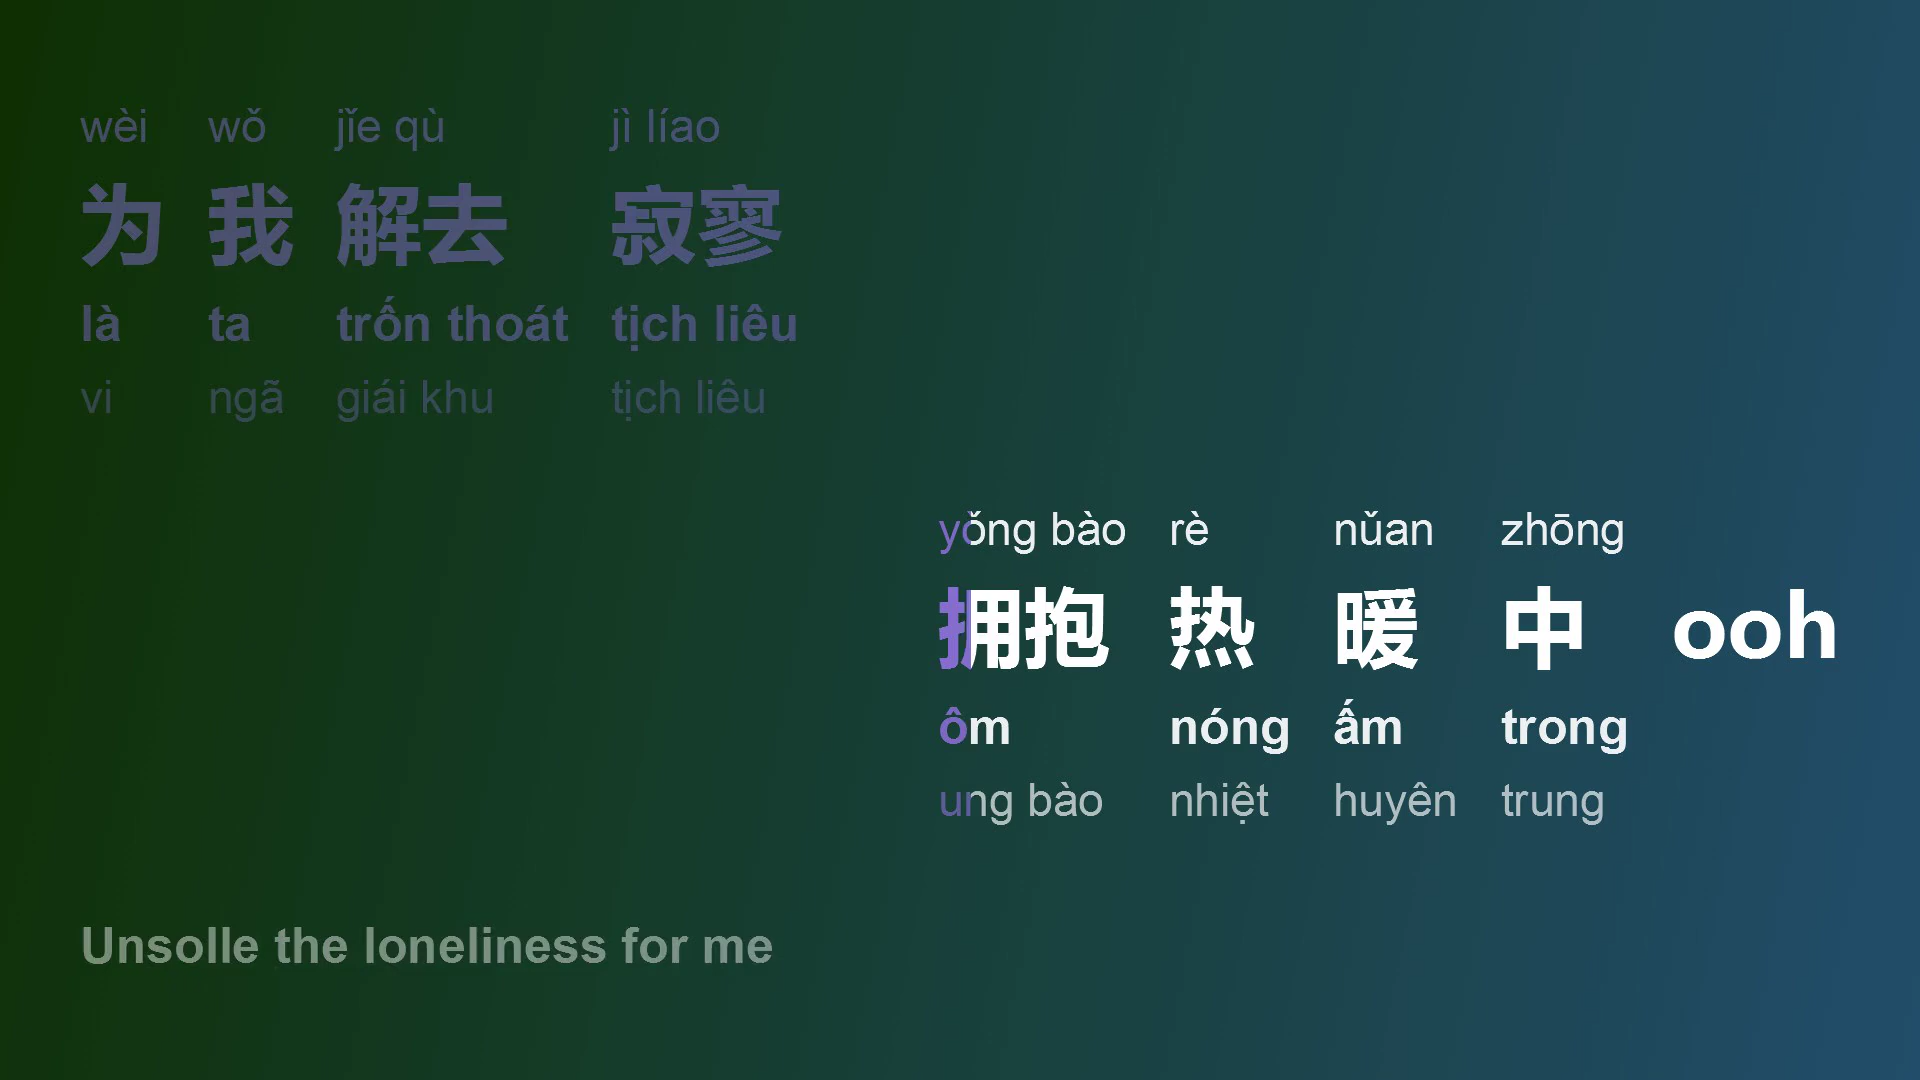 wèi wǒ jǐe qù jì líao
为 我 解去 寂寥
là ta trốn thoát tịch liêu
vi ngã giái khu tịch liêu
yǒng bào rè nǔan zhōng
拥抱 热 暖 中 ooh
ôm nóng ấm trong
ung bào nhiệt huyên trung
Unsolle the loneliness for me